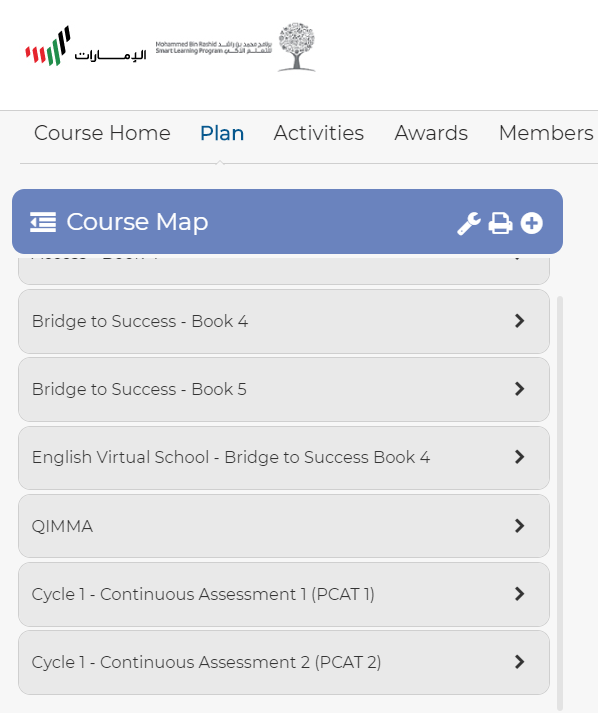 الإمارات
Mohammed Bin Rashid برنامج محمد بن راشد
Smart Learning Program للتعلم الذكي
Course Home Plan Activities Awards Members
Course Map
Bridge to Success - Book 4
Bridge to Success - Book 5
English Virtual School - Bridge to Success Book 4
QIMMA
Cycle 1 - Continuous Assessment 1 (PCAT 1)
Cycle 1 - Continuous Assessment 2 (PCAT 2)